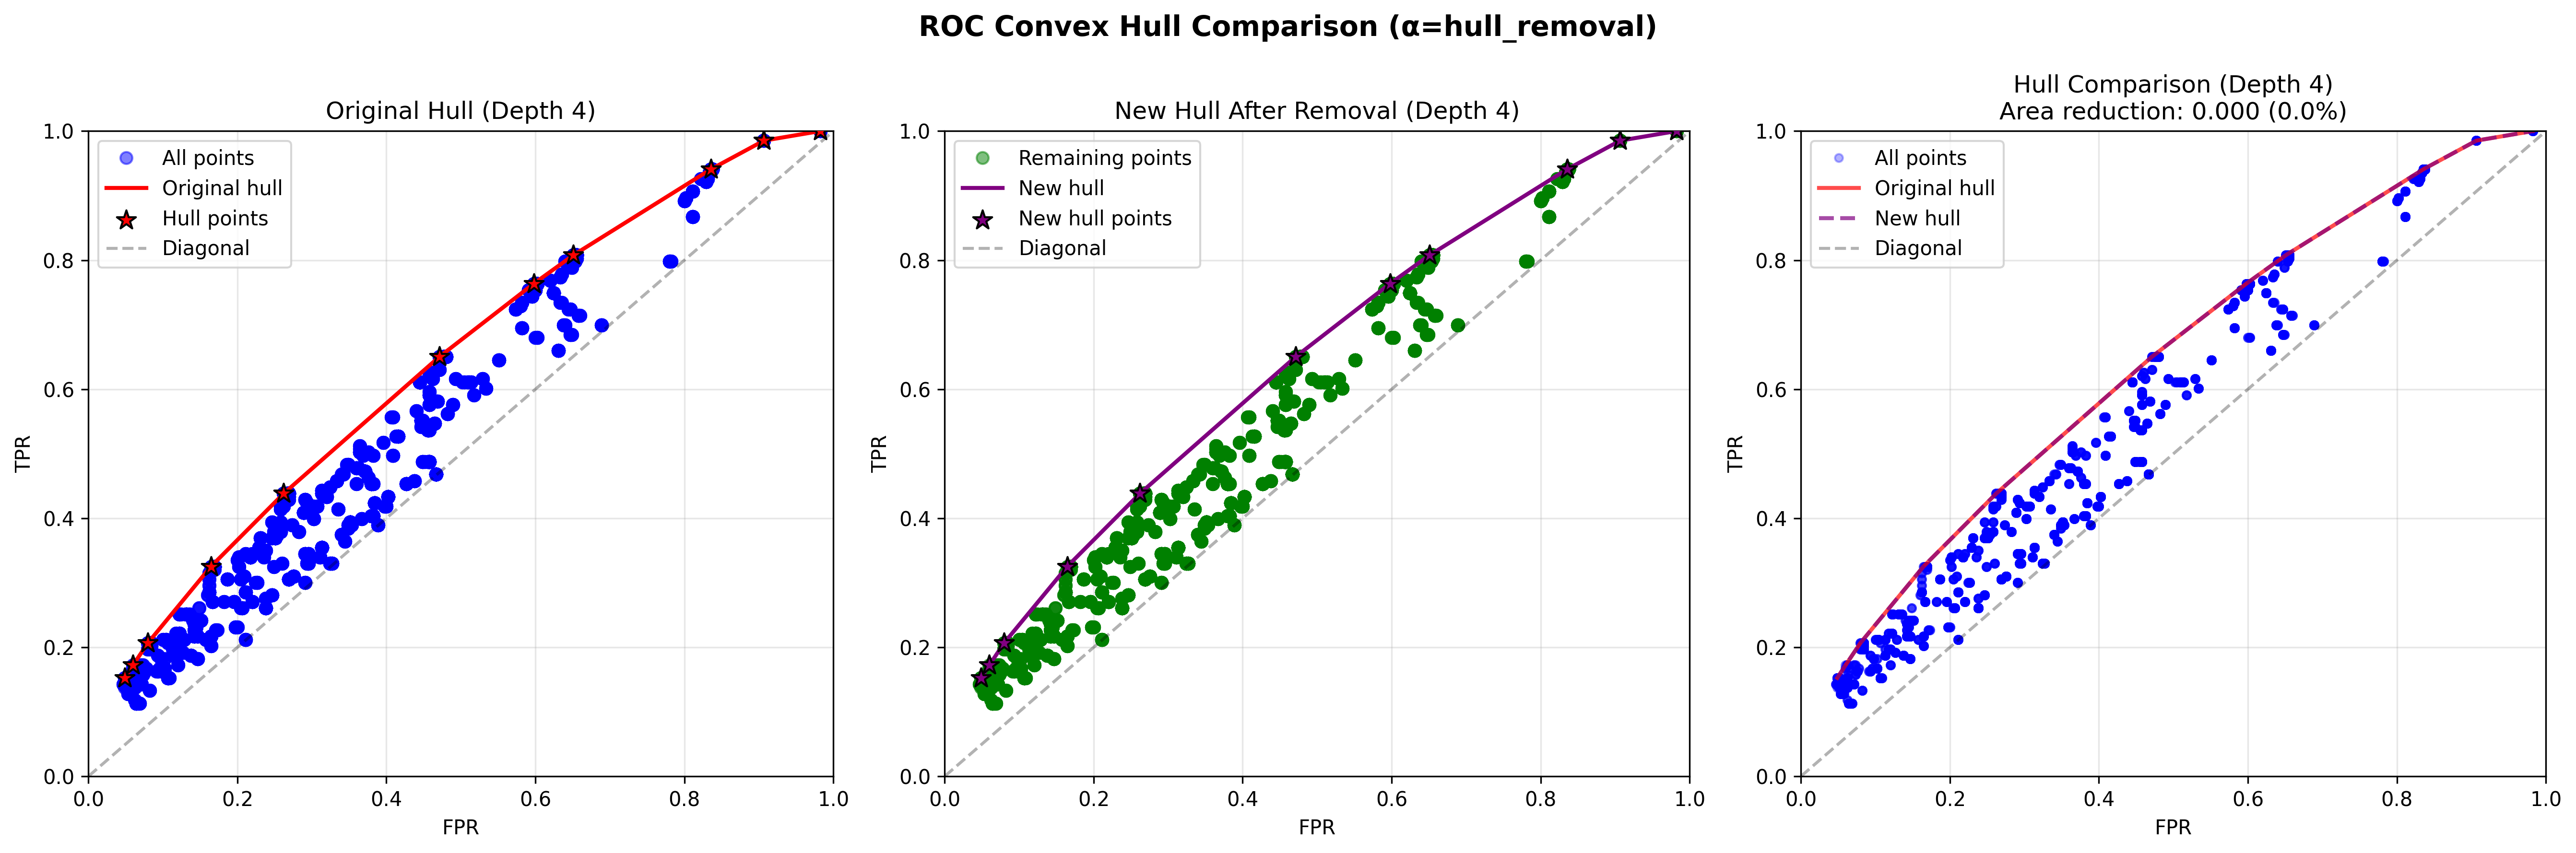 ROC Convex Hull Comparison (α=hull_removal)
Original Hull (Depth 4)
1.0
0.8
0.6
0.4
0.2
0.0
TPR
All points
Original hull
Hull points
Diagonal
0.0 0.2 0.4 0.6 0.8 1.0
FPR
New Hull After Removal (Depth 4)
1.0
0.8
0.6
0.4
0.2
0.0
TPR
Remaining points
New hull
New hull points
Diagonal
0.0 0.2 0.4 0.6 0.8 1.0
FPR
Hull Comparison (Depth 4)
Area reduction: 0.000 (0.0%)
1.0
0.8
0.6
0.4
0.2
0.0
TPR
All points
Original hull
New hull
Diagonal
0.0 0.2 0.4 0.6 0.8 1.0
FPR